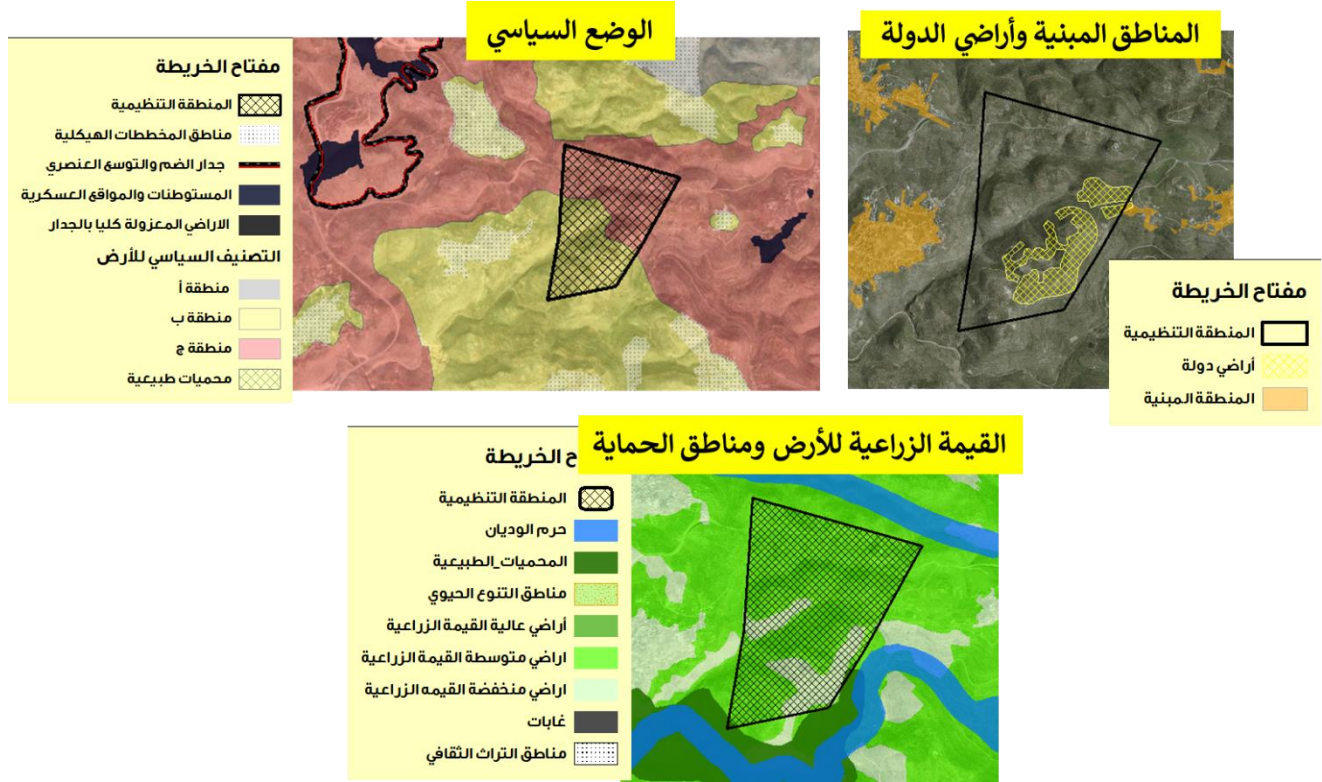 الوضع السياسي
المناطق المبنية وأراضي الدولة
مفتاح الخريطة
المنطقة التنظيمية
مناطق المخططات الهيكلية
جدار الضم والتوسع العنصري
المستوطنات والمواقع العسكرية
الاراضي المعزولة كليا بالجدار
التصنيف السياسي للأرض
منطقة أ
منطقة ب
منطقة ج
محميات طبيعية
مفتاح الخريطة
المنطقة التنظيمية
أراضي دولة
المنطقة المبنية
القيمة الزراعية للأرض ومناطق الحماية
ح الخريطة
المنطقة التنظيمية
حرم الوديان
المحميات_الطبيعية
مناطق التنوع الحيوي
أراضي عالية القيمة الزراعية
اراضي متوسطة القيمة الزراعية
اراضي منخفضة القيمه الزراعية
غابات
مناطق التراث الثقافي